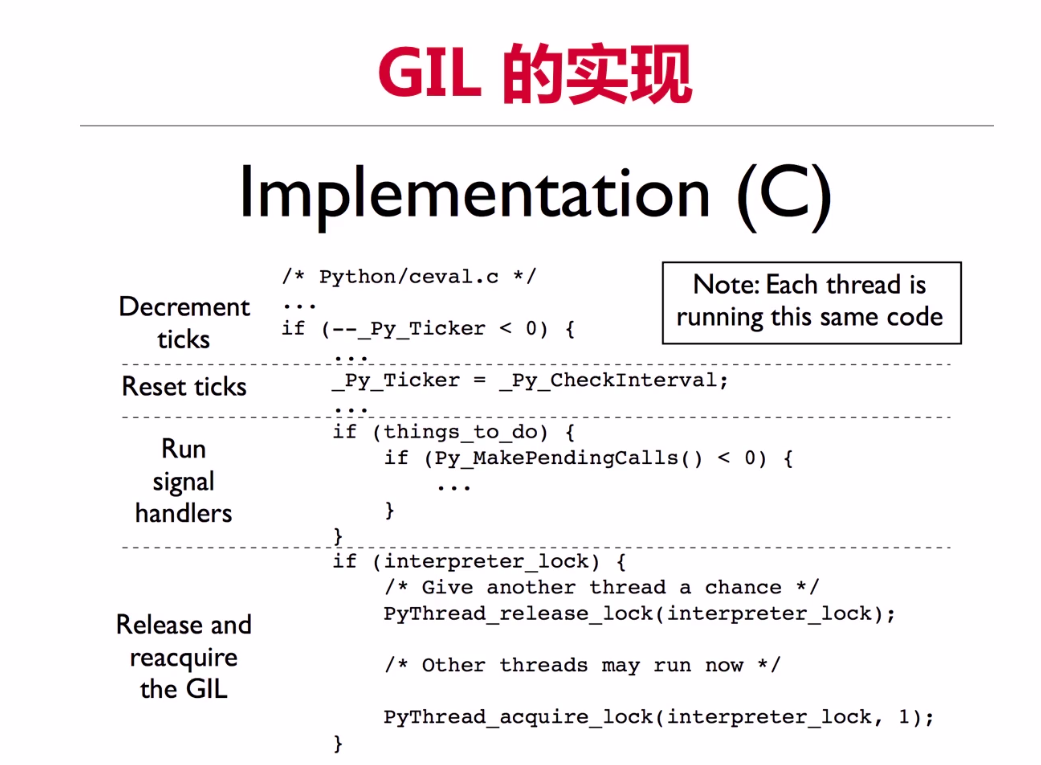 GIL 的实现
Implementation (C)
Note: Each thread is
running this same code
Decrement
ticks
/* Python/ceval.c */
...
if (--_Py_Ticker < 0) {
    ...
Reset ticks
    _Py_Ticker = _Py_CheckInterval;
    ...
Run
signal
handlers
    if (things_to_do) {
        if (Py_MakePendingCalls() < 0) {
            ...
        }
    }
Release and
reacquire
the GIL
    if (interpreter_lock) {
        /* Give another thread a chance */
        PyThread_release_lock(interpreter_lock);
        /* Other threads may run now */
        PyThread_acquire_lock(interpreter_lock, 1);
    }